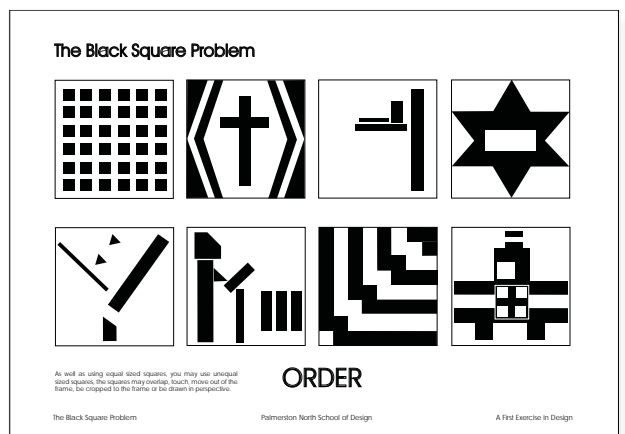 The Black Square Problem
As well as using equal sized squares, you may use unequal
sized squares, the squares may overlap, touch, move out of the
frame, be cropped to the frame or be drawn in perspective.
ORDER
The Black Square Problem
Palmerston North School of Design
A First Exercise in Design